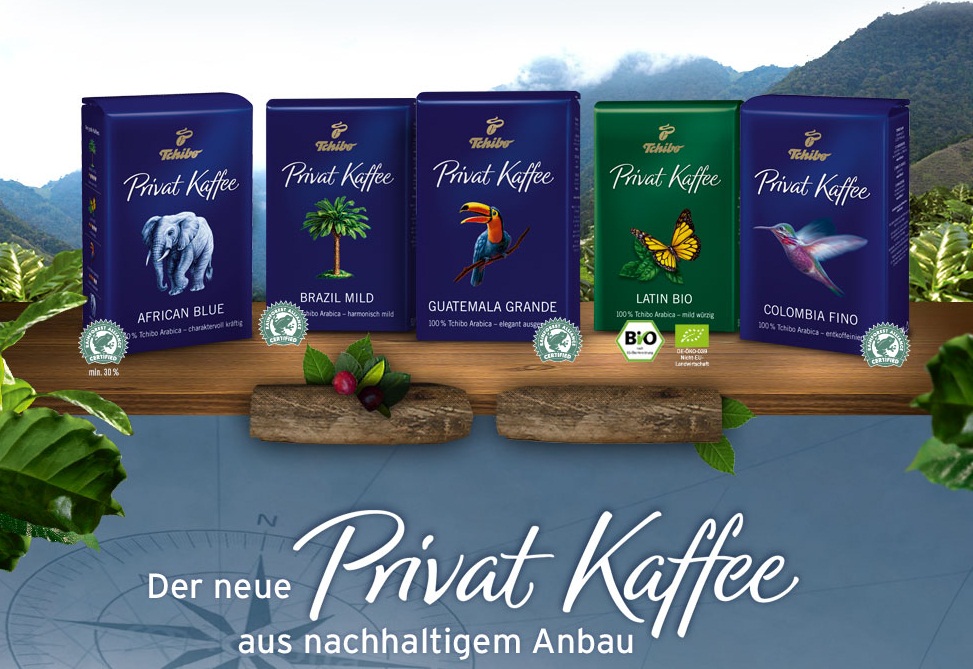 Tchibo
Privat Kaffee
AFRICAN BLUE
% Tchibo Arabica – charaktervoll kräftig
CERTIFIED
min. 30 %
Tchibo
Privat Kaffee
BRAZIL MILD
Tchibo Arabica – harmonisch mild
CERTIFIED
Tchibo
Privat Kaffee
GUATEMALA GRANDE
100 % Tchibo Arabica – elegant
CERTIFIED
Tchibo
Privat Kaffee
LATIN BIO
100 % Tchibo Arabica – mild würzig
BIO
DE-ÖKO-039
Nicht-EU-
Landwirtschaft
Tchibo
Privat Kaffee
COLOMBIA FINO
100 % Tchibo Arabica – entkoffeiniert
CERTIFIED
N
Der neue Privat Kaffee
aus nachhaltigem Anbau